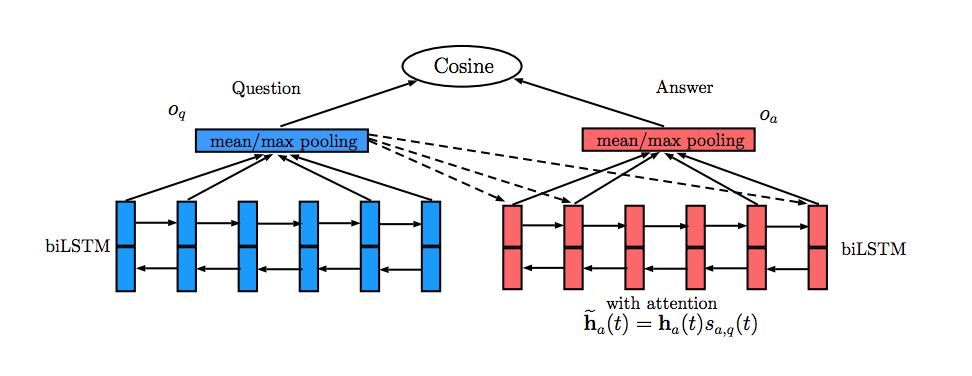 Cosine
Question
Answer
o_q
o_a
mean/max pooling
mean/max pooling
biLSTM
biLSTM
with attention
h̃_a(t) = h_a(t)s_{a,q}(t)